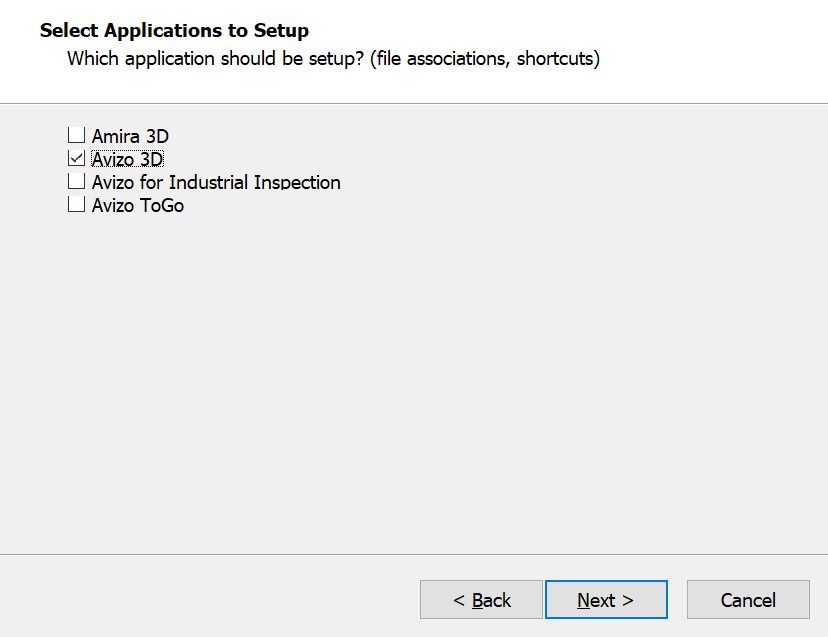 Select Applications to Setup
Which application should be setup? (file associations, shortcuts)
Amira 3D
Avizo 3D
Avizo for Industrial Inspection
Avizo ToGo
< Back
Next >
Cancel